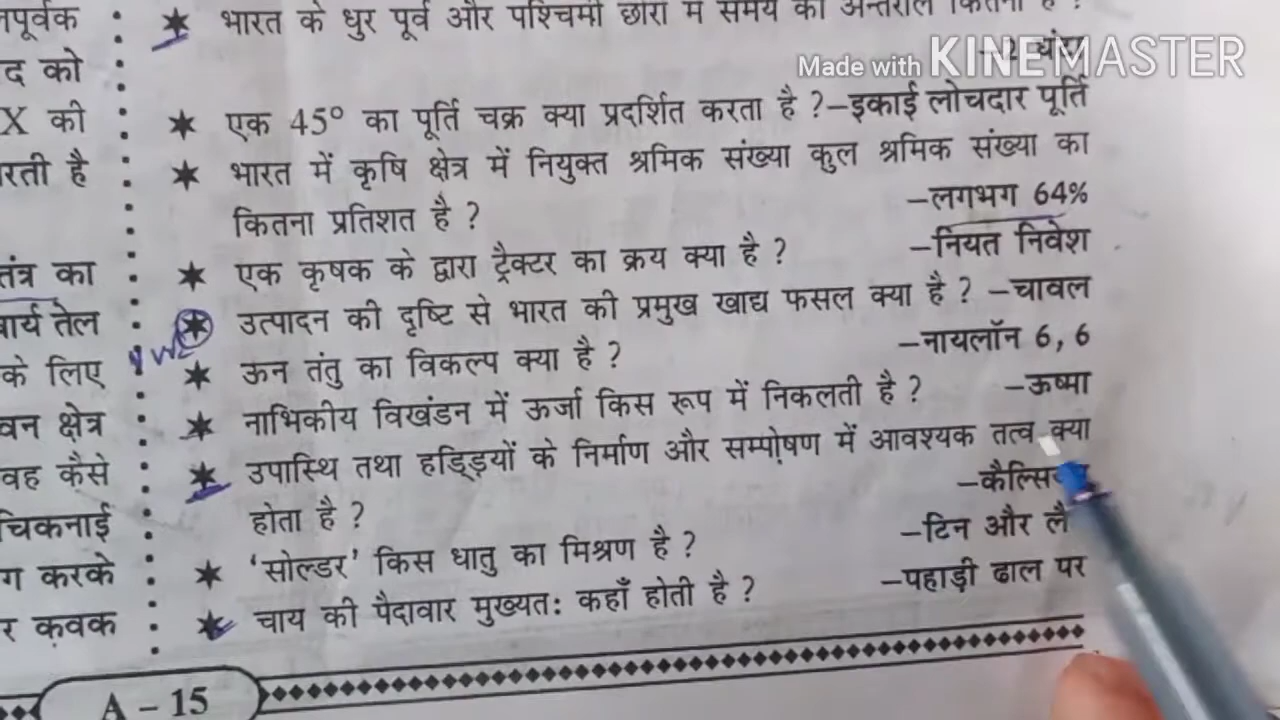 नपूर्वक
द को
X की
रती है
तंत्र का
वार्य तेल
के लिए
वन क्षेत्र
वह कैसे
चिकनाई
ग करके
र कवक
★ भारत के धुर पूर्व और पश्चिमी छोरों में समय का अन्तराल कितना है ?
Made with KINEMASTER
★ एक 45° का पूर्ति चक्र क्या प्रदर्शित करता है ?–इकाई लोचदार पूर्ति
★ भारत में कृषि क्षेत्र में नियुक्त श्रमिक संख्या कुल श्रमिक संख्या का
कितना प्रतिशत है ? –लगभग 64%
★ एक कृषक के द्वारा ट्रैक्टर का क्रय क्या है ? –नियत निवेश
★ उत्पादन की दृष्टि से भारत की प्रमुख खाद्य फसल क्या है ? –चावल
★ ऊन तंतु का विकल्प क्या है ? –नायलॉन 6, 6
★ नाभिकीय विखंडन में ऊर्जा किस रूप में निकलती है ? –ऊष्मा
★ उपास्थि तथा हड्डियों के निर्माण और सम्पोषण में आवश्यक तत्व क्या
होता है ?
★ 'सोल्डर' किस धातु का मिश्रण है ? –टिन और
★ चाय की पैदावार मुख्यतः कहाँ होती है ? –पहाड़ी ढाल पर
A – 15